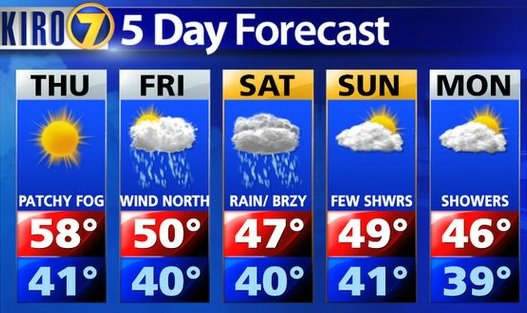 KIRO 7 5 Day Forecast
THU FRI SAT SUN MON
PATCHY FOG WIND NORTH RAIN/ BRZY FEW SHWRS SHOWERS
58° 50° 47° 49° 46°
41° 40° 40° 41° 39°